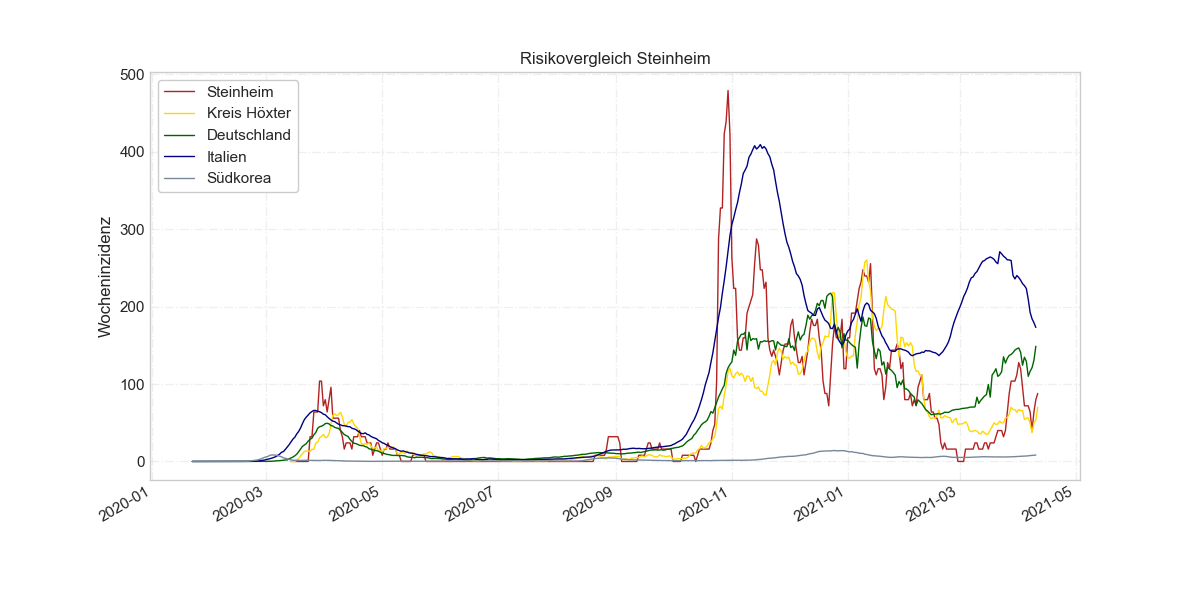 Risikovergleich Steinheim
Wocheninzidenz
500
400
300
200
100
0
Steinheim
Kreis Höxter
Deutschland
Italien
Südkorea
2020-01
2020-03
2020-05
2020-07
2020-09
2020-11
2021-01
2021-03
2021-05